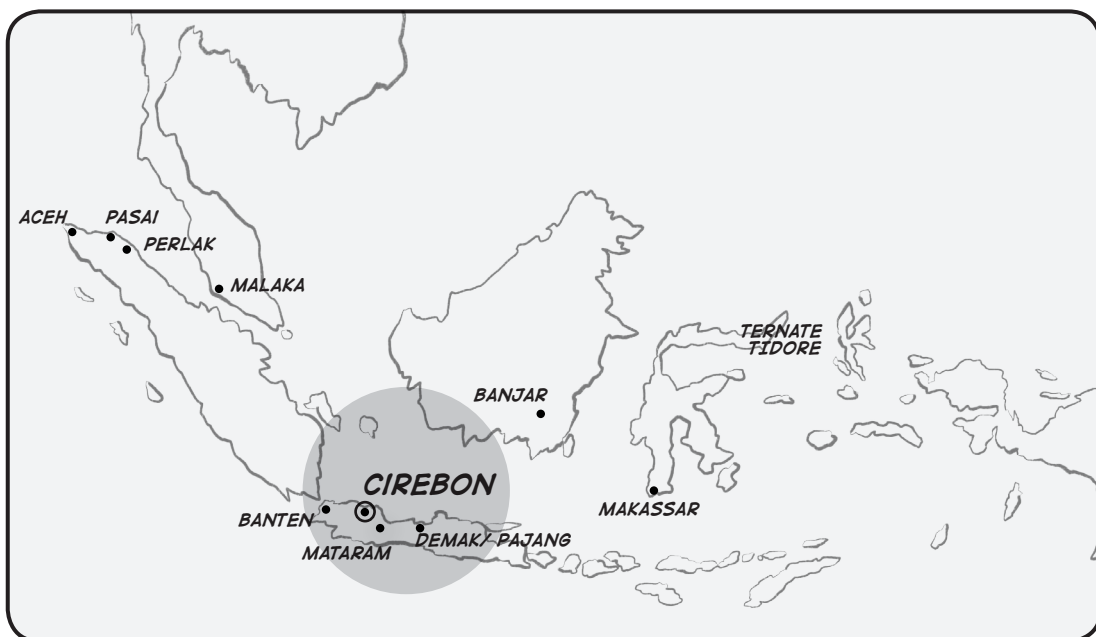 ACEH
PASAI
PERLAK
MALAKA
TERNATE
TIDORE
BANJAR
CIREBON
MAKASSAR
BANTEN
DEMAK/ PAJANG
MATARAM